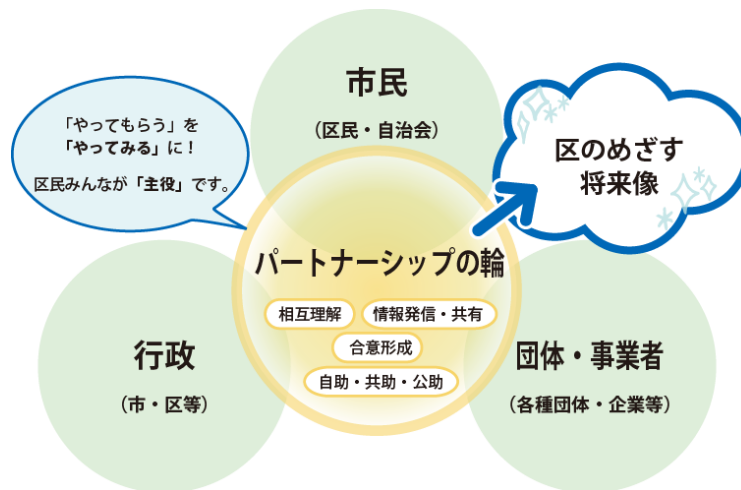 市民
（区民・自治会）
「やってもらう」を
「やってみる」に！
区民みんなが「主役」です。
区のめざす
将来像
パートナーシップの輪
相互理解
情報発信・共有
合意形成
自助・共助・公助
行政
（市・区等）
団体・事業者
（各種団体・企業等）